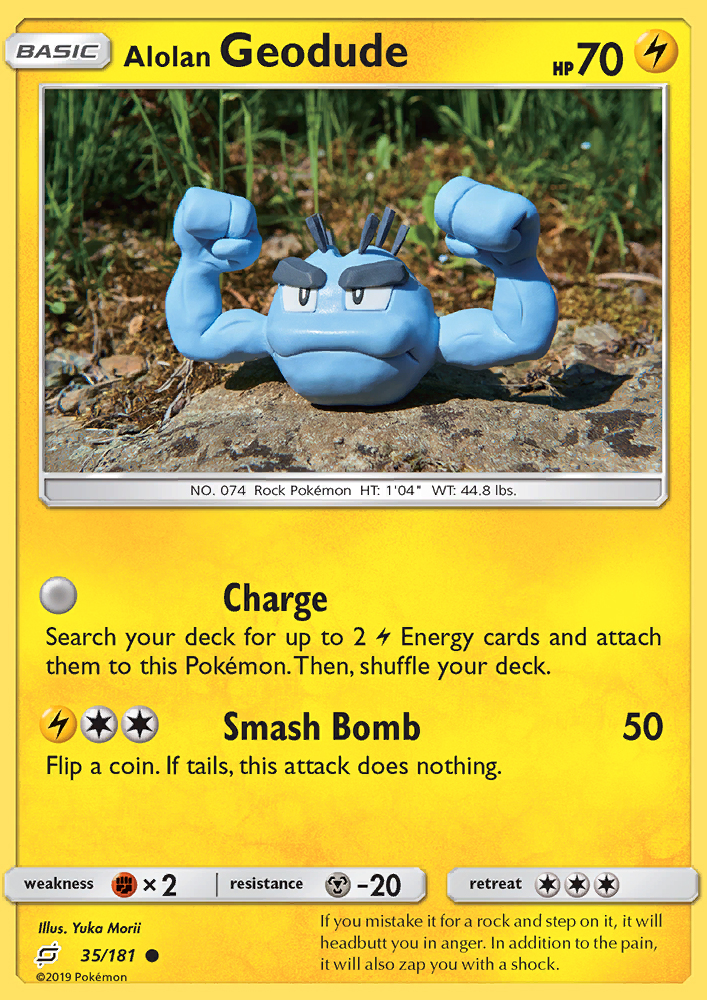 BASIC Alolan Geodude HP 70
NO. 074 Rock Pokémon HT: 1'04" WT: 44.8 lbs.
Charge
Search your deck for up to 2 Energy cards and attach
them to this Pokémon. Then, shuffle your deck.
Smash Bomb 50
Flip a coin. If tails, this attack does nothing.
weakness ×2 resistance -20 retreat
Illus. Yuka Morii
35/181
©2019 Pokémon
If you mistake it for a rock and step on it, it will
headbutt you in anger. In addition to the pain,
it will also zap you with a shock.